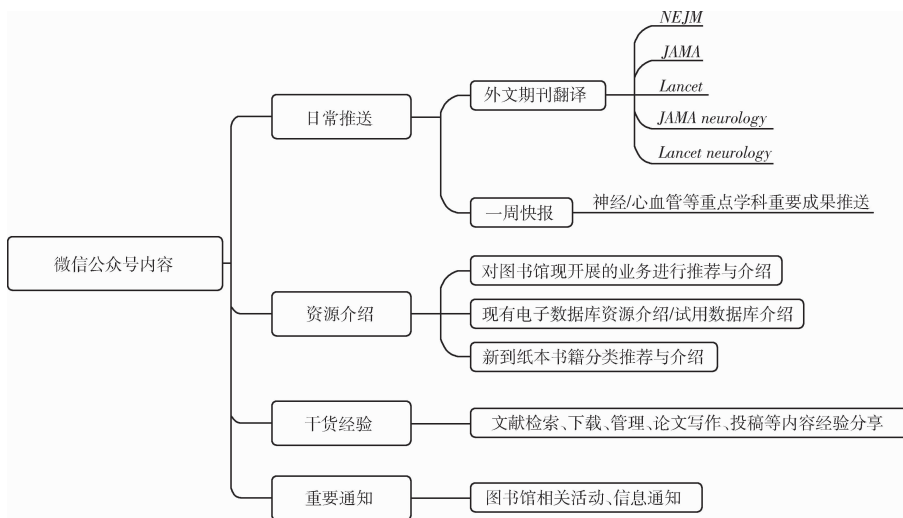 微信公众号内容
日常推送
外文期刊翻译
NEJM
JAMA
Lancet
JAMA neurology
Lancet neurology
一周快报
神经/心血管等重点学科重要成果推送
资源介绍
对图书馆现开展的业务进行推荐与介绍
现有电子数据库资源介绍/试用数据库介绍
新到纸本书籍分类推荐与介绍
干货经验
文献检索、下载、管理、论文写作、投稿等内容经验分享
重要通知
图书馆相关活动、信息通知